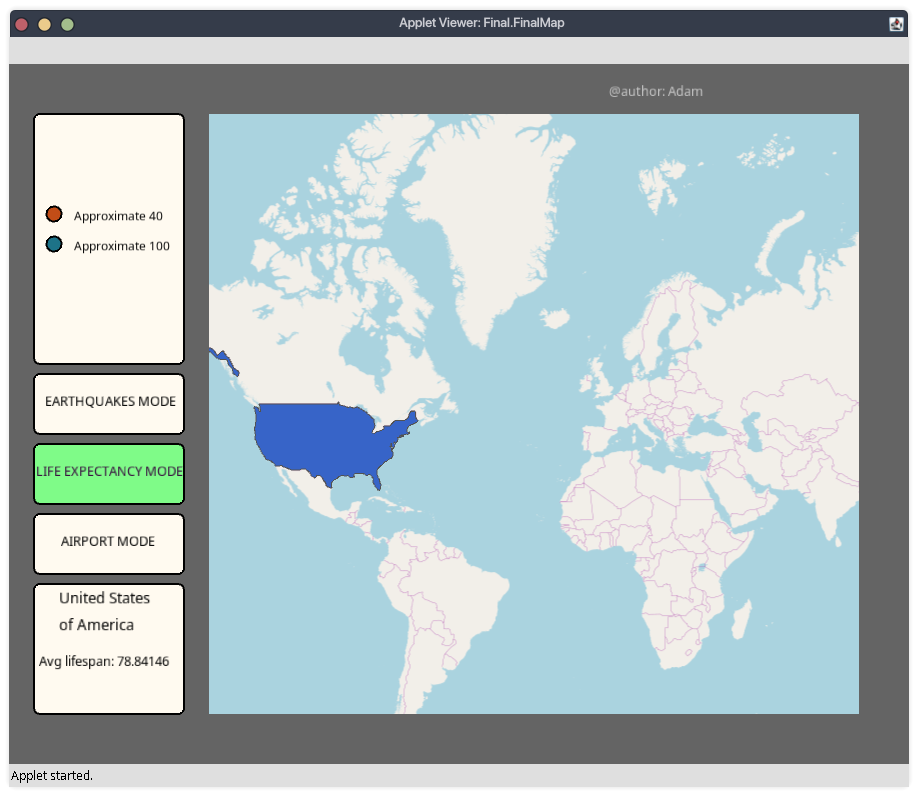 Applet Viewer: Final.FinalMap
@author: Adam
Approximate 40
Approximate 100
EARTHQUAKES MODE
LIFE EXPECTANCY MODE
AIRPORT MODE
United States
of America
Avg lifespan: 78.84146
Applet started.